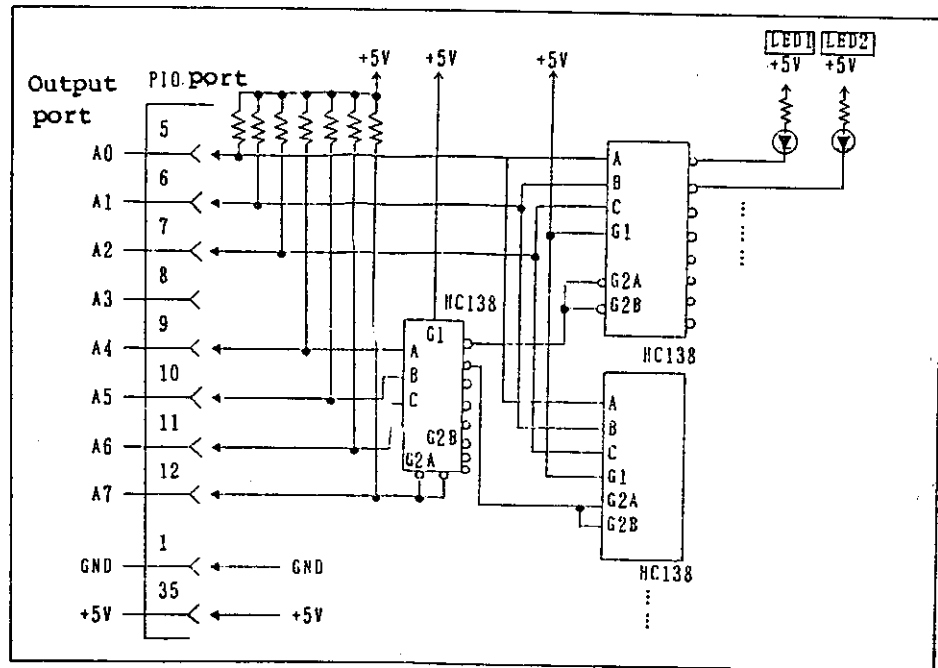 LED1 LED2
+5V +5V +5V +5V
Output port
PIO port
5
A0
6
A1
7
A2
8
A3
9
A4
10
A5
11
A6
12
A7
1
GND GND
35
+5V +5V
HC138
G1
A
B
C
G2B
G2A
A
B
C
G1
G2A
G2B
HC138
A
B
C
G1
G2A
G2B
HC138